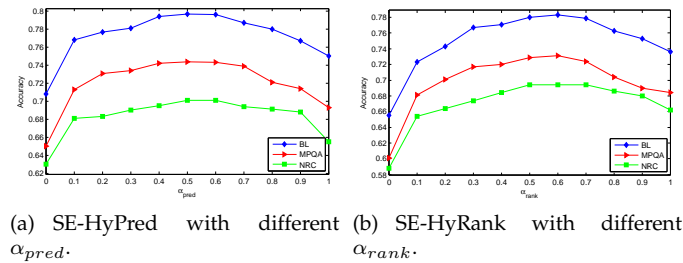 0.8
0.78
0.76
0.74
0.72
0.7
0.68
0.66
0.64
0.62
Accuracy
0 0.1 0.2 0.3 0.4 0.5 0.6 0.7 0.8 0.9 1
α_pred
BL
MPQA
NRC
0.78
0.76
0.74
0.72
0.7
0.68
0.66
0.64
0.62
0.6
0.58
Accuracy
0 0.1 0.2 0.3 0.4 0.5 0.6 0.7 0.8 0.9 1
α_rank
BL
MPQA
NRC
(a) SE-HyPred with different
α_pred.
(b) SE-HyRank with different
α_rank.